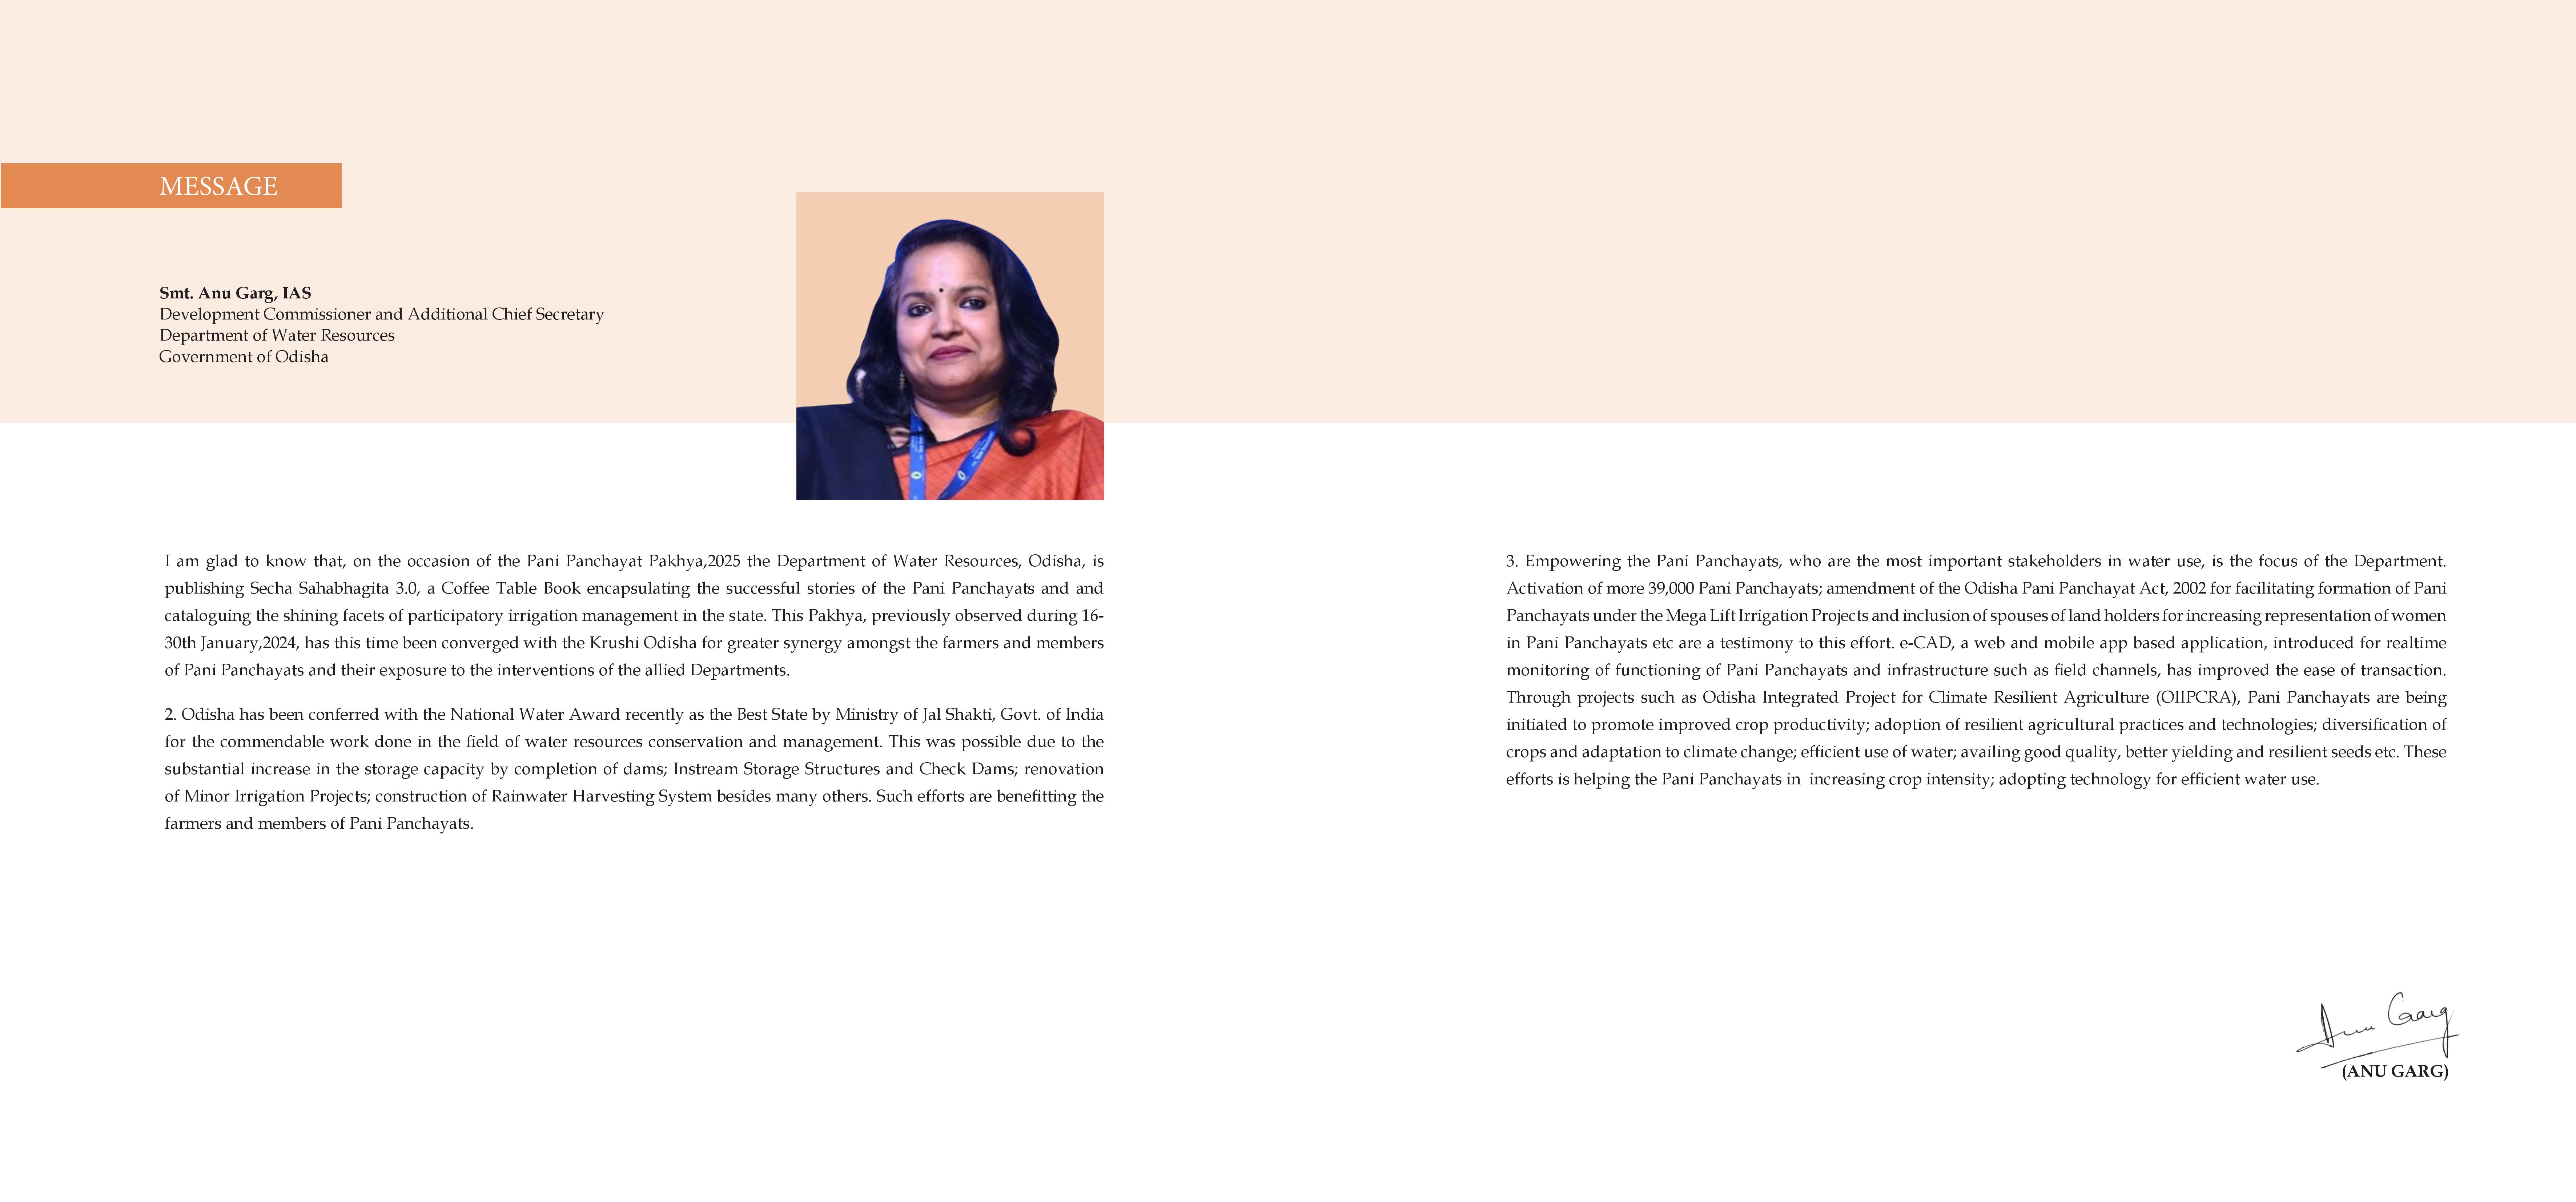 MESSAGE
Smt. Anu Garg, IAS
Development Commissioner and Additional Chief Secretary
Department of Water Resources
Government of Odisha
I am glad to know that, on the occasion of the Pani Panchayat Pakhya,2025 the Department of Water Resources, Odisha, is
publishing Secha Sahabhagita 3.0, a Coffee Table Book encapsulating the successful stories of the Pani Panchayats and and
cataloguing the shining facets of participatory irrigation management in the state. This Pakhya, previously observed during 16-
30th January,2024, has this time been converged with the Krushi Odisha for greater synergy amongst the farmers and members
of Pani Panchayats and their exposure to the interventions of the allied Departments.
2. Odisha has been conferred with the National Water Award recently as the Best State by Ministry of Jal Shakti, Govt. of India
for the commendable work done in the field of water resources conservation and management. This was possible due to the
substantial increase in the storage capacity by completion of dams; Instream Storage Structures and Check Dams; renovation
of Minor Irrigation Projects; construction of Rainwater Harvesting System besides many others. Such efforts are benefitting the
farmers and members of Pani Panchayats.
3. Empowering the Pani Panchayats, who are the most important stakeholders in water use, is the focus of the Department.
Activation of more 39,000 Pani Panchayats; amendment of the Odisha Pani Panchayat Act, 2002 for facilitating formation of Pani
Panchayats under the Mega Lift Irrigation Projects and inclusion of spouses of land holders for increasing representation of women
in Pani Panchayats etc are a testimony to this effort. e-CAD, a web and mobile app based application, introduced for realtime
monitoring of functioning of Pani Panchayats and infrastructure such as field channels, has improved the ease of transaction.
Through projects such as Odisha Integrated Project for Climate Resilient Agriculture (OIIPCRA), Pani Panchayats are being
initiated to promote improved crop productivity; adoption of resilient agricultural practices and technologies; diversification of
crops and adaptation to climate change; efficient use of water; availing good quality, better yielding and resilient seeds etc. These
efforts is helping the Pani Panchayats in increasing crop intensity; adopting technology for efficient water use.
Anu Garg
(ANU GARG)